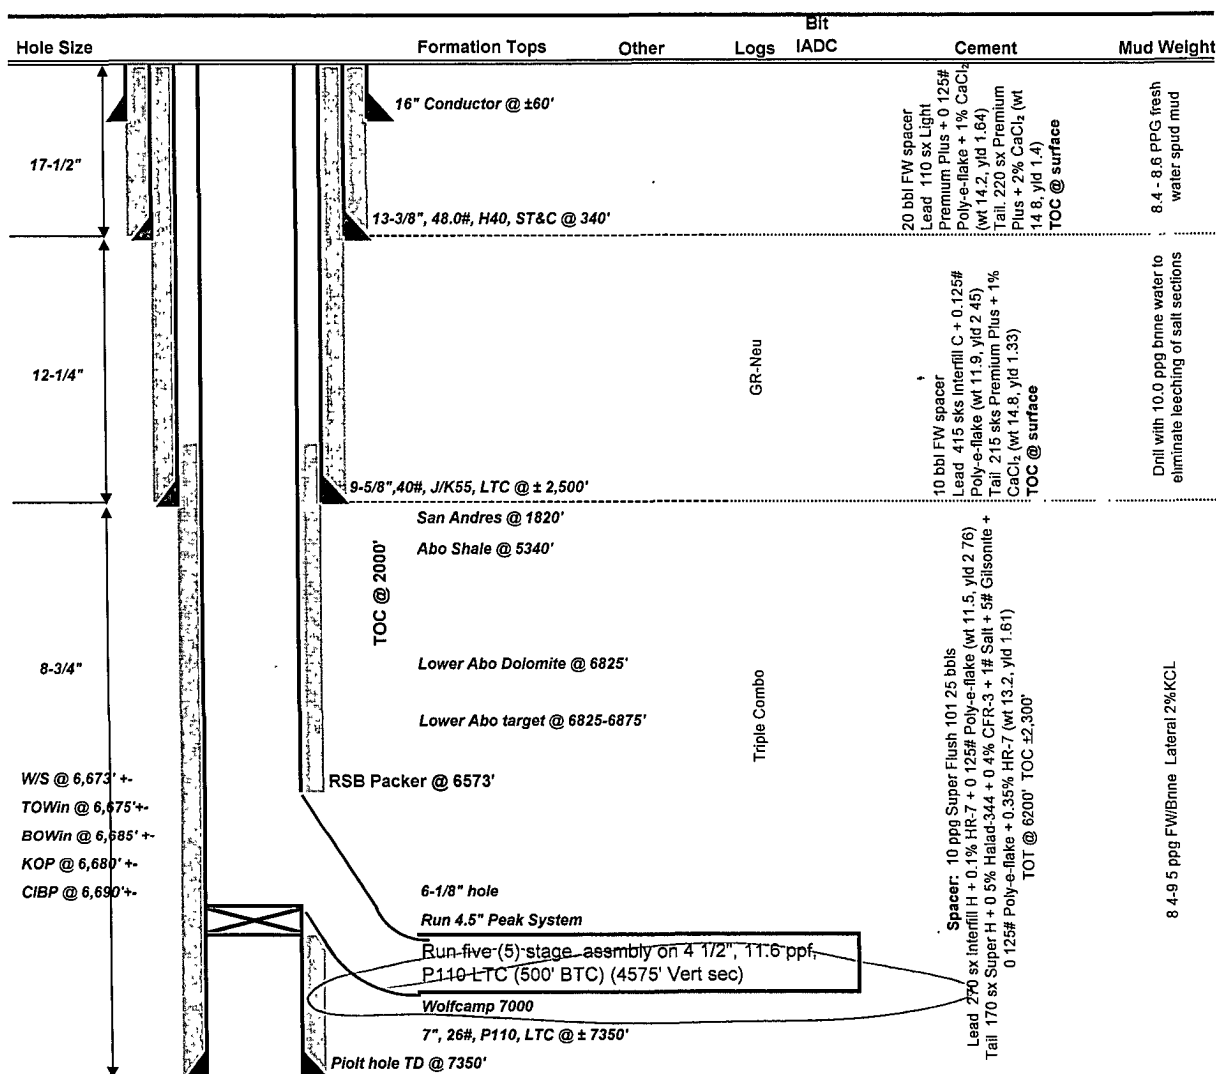 Hole Size
Formation Tops
Other
Logs
Bit
IADC
Cement
Mud Weight
17-1/2"
16" Conductor @ ±60'
13-3/8", 48.0#, H40, ST&C @ 340'
20 bbl FW spacer
Lead 110 sx Light
Premium Plus + 0 125#
Poly-e-flake + 1% CaCl₂
(wt 14.2, yld 1.64)
Tail. 220 sx Premium
Plus + 2% CaCl₂ (wt
14 8, yld 1.4)
TOC @ surface
8.4 - 8.6 PPG fresh
water spud mud
12-1/4"
9-5/8",40#, J/K55, LTC @ ± 2,500'
GR-Neu
10 bbl FW spacer
Lead 415 sks Interfill C + 0.125#
Poly-e-flake (wt 11.9, yld 2 45)
Tail 215 sks Premium Plus + 1%
CaCl₂ (wt 14.8, yld 1.33)
TOC @ surface
Drill with 10.0 ppg brine water to
eliminate leeching of salt sections
8-3/4"
San Andres @ 1820'
Abo Shale @ 5340'
TOC @ 2000'
Lower Abo Dolomite @ 6825'
Lower Abo target @ 6825-6875'
RSB Packer @ 6573'
Triple Combo
Spacer: 10 ppg Super Flush 101 25 bbls
Lead 270 sx Interfill H + 0.1% HR-7 + 0 125# Poly-e-flake (wt 11.5, yld 2 76)
Tail 170 sx Super H + 0 5% Halad-344 + 0 4% CFR-3 + 1# Salt + 5# Gilsonite +
0 125# Poly-e-flake + 0.35% HR-7 (wt 13.2, yld 1.61)
TOT @ 6200' TOC ±2,300'
8 4-9 5 ppg FW/Brine Lateral 2%KCL
W/S @ 6,673' +-
TOWin @ 6,675'+-
BOWin @ 6,685' +-
KOP @ 6,680' +-
CIBP @ 6,690'+-
6-1/8" hole
Run 4.5" Peak System
Run five (5) stage assmbly on 4 1/2", 11.6 ppf,
P110 LTC (500' BTC) (4575' Vert sec)
Wolfcamp 7000
7", 26#, P110, LTC @ ± 7350'
Piolt hole TD @ 7350'